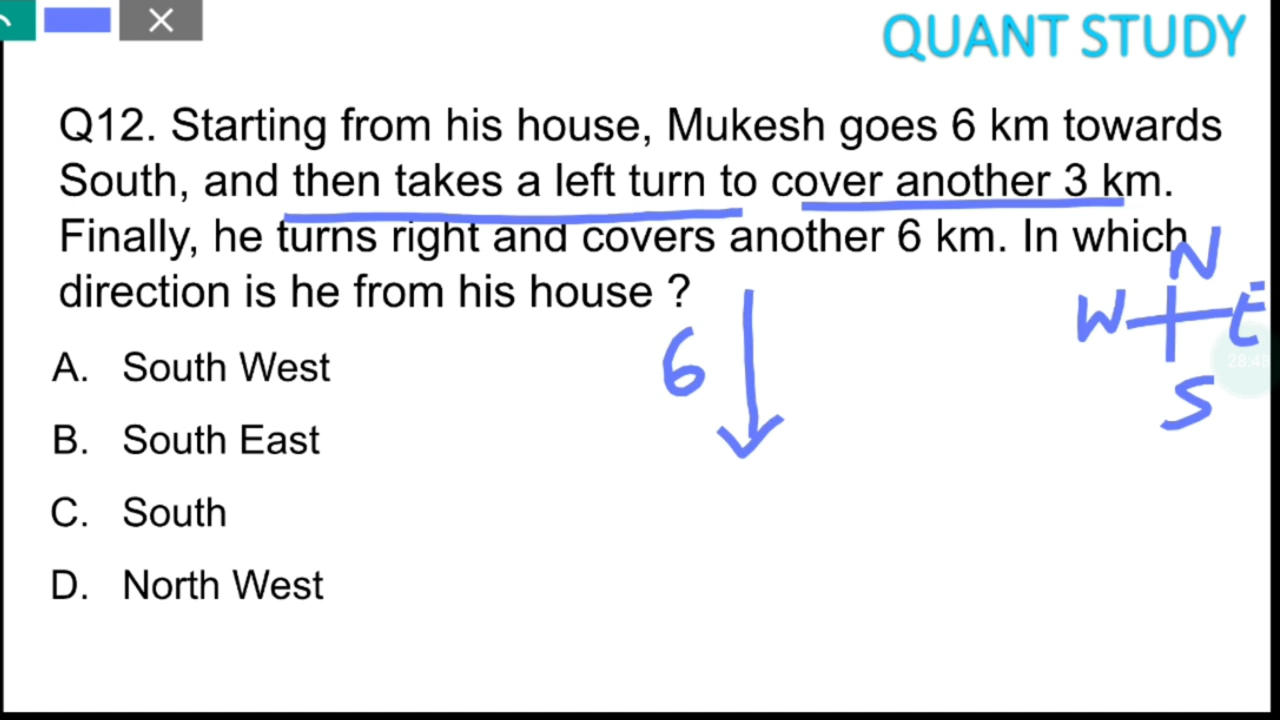 QUANT STUDY
Q12. Starting from his house, Mukesh goes 6 km towards
South, and then takes a left turn to cover another 3 km.
Finally, he turns right and covers another 6 km. In which
direction is he from his house ?
N
W E
S
6
A. South West
B. South East
C. South
D. North West